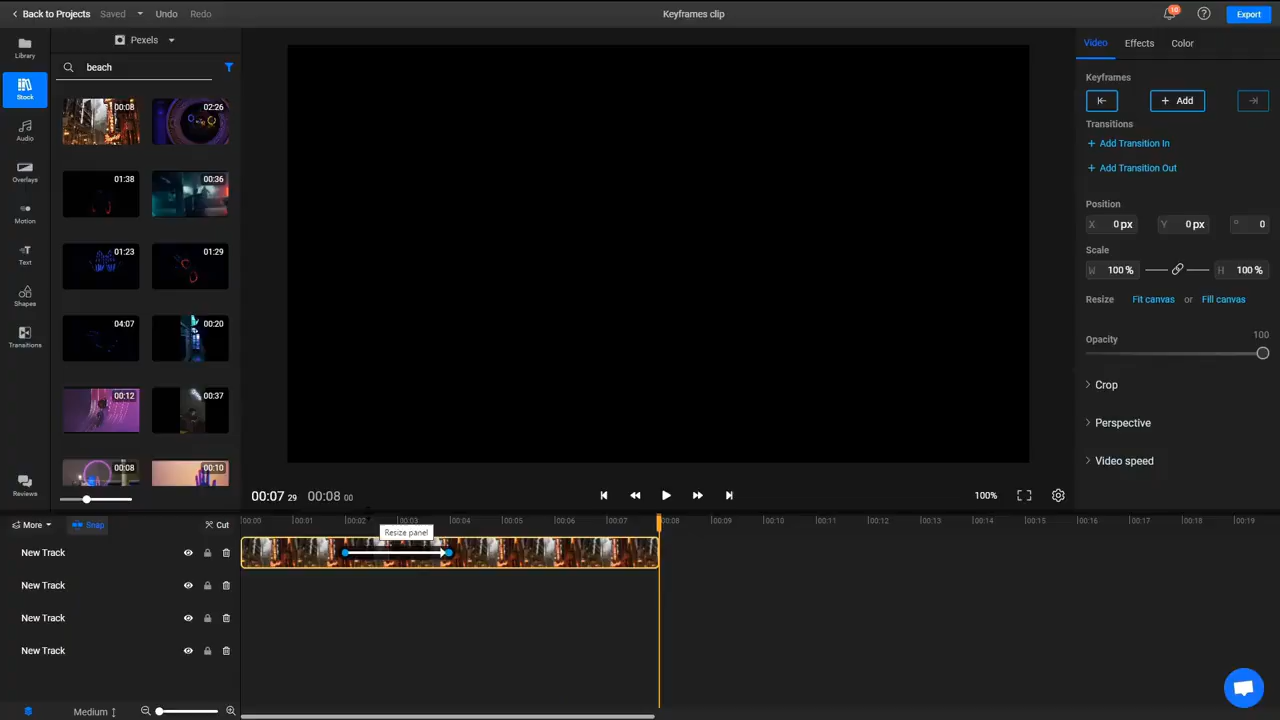 Back to Projects Saved Undo Redo Keyframes clip 10 ? Export
Library
Stock
Audio
Overlays
Motion
Text
Shapes
Transitions
Reviews
Pexels
beach
00:08 02:26
01:38 00:36
01:23 01:29
04:07 00:20
00:12 00:37
00:08 00:10
00:07 29 00:08 00
100%
Video Effects Color
Keyframes
+ Add
Transitions
+ Add Transition In
+ Add Transition Out
Position
X 0 px Y 0 px ° 0
Scale
W 100 % H 100 %
Resize Fit canvas or Fill canvas
Opacity 100
Crop
Perspective
Video speed
More Snap Cut
00:00 00:01 00:02 00:03 00:04 00:05 00:06 00:07 00:08 00:09 00:10 00:11 00:12 00:13 00:14 00:15 00:16 00:17 00:18 00:19
Resize panel
New Track
New Track
New Track
New Track
Medium